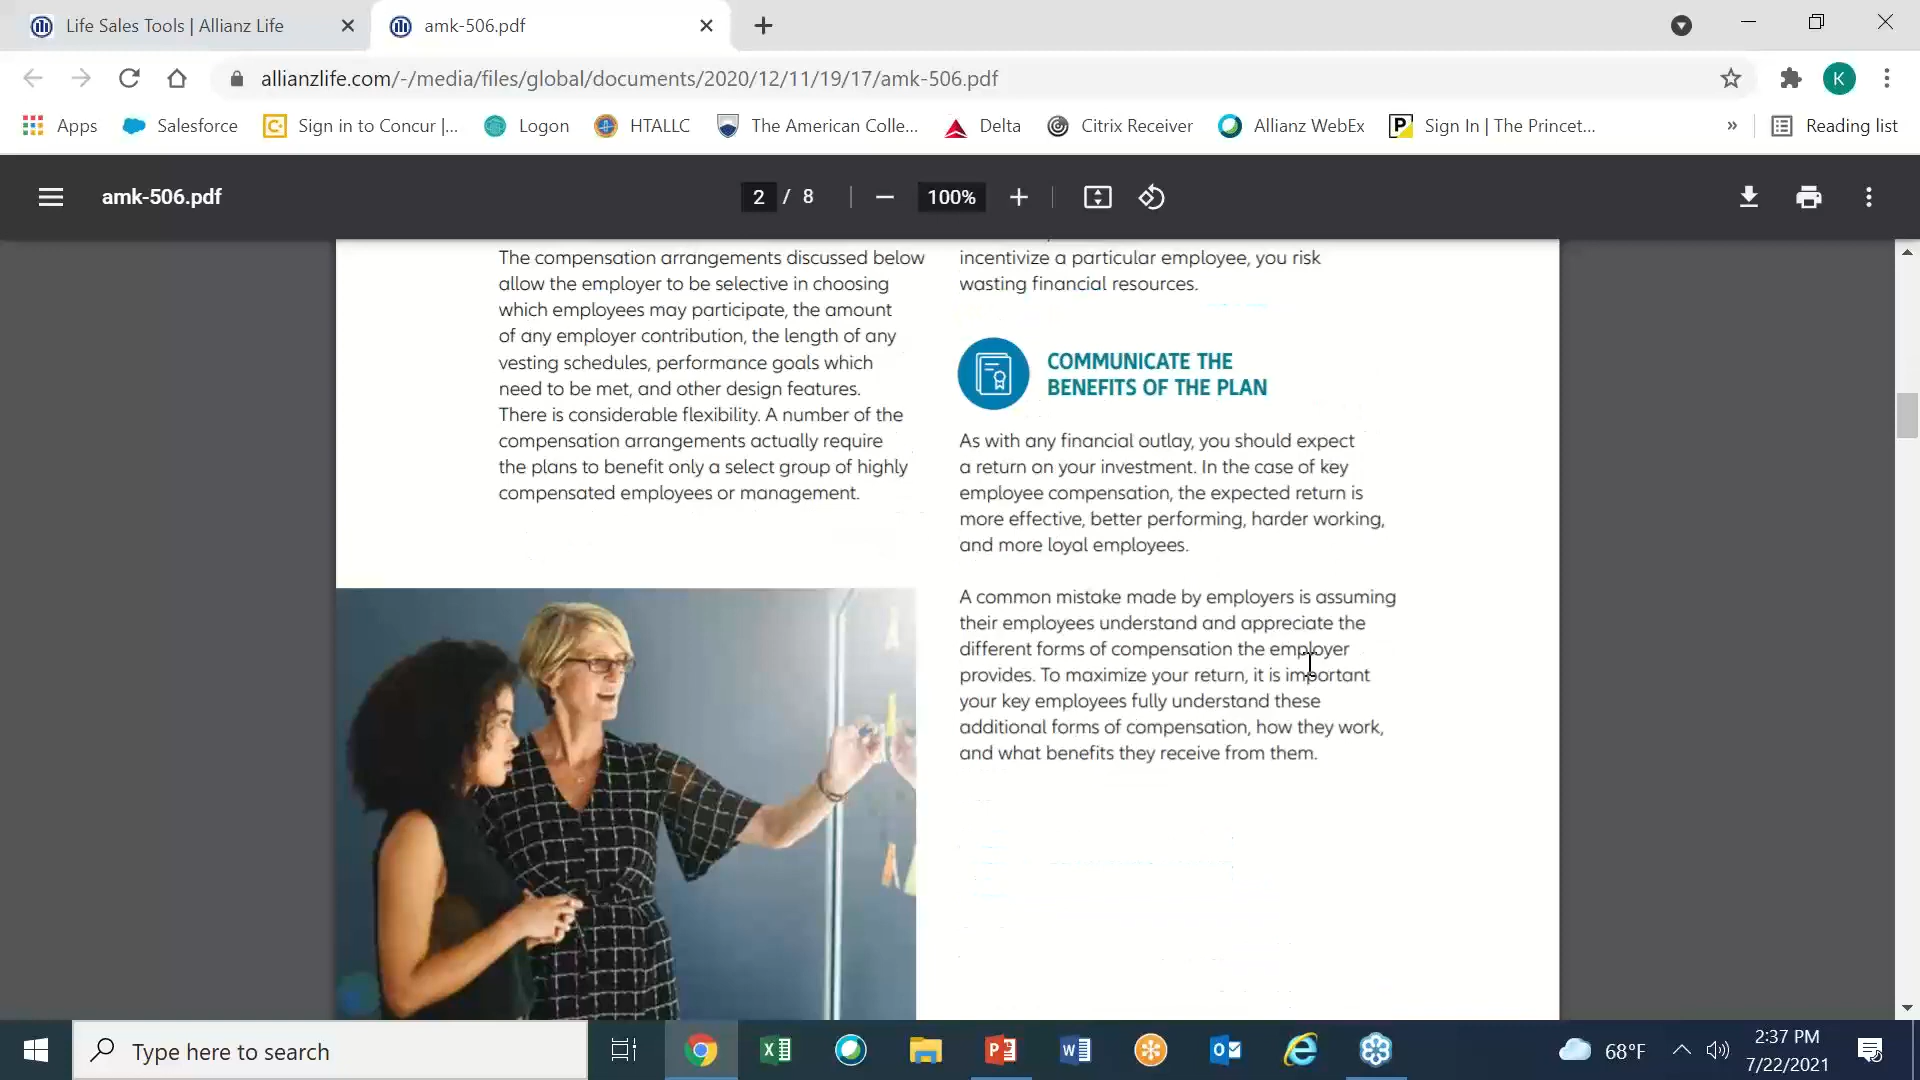 Life Sales Tools | Allianz Life
amk-506.pdf
allianzlife.com/-/media/files/global/documents/2020/12/11/19/17/amk-506.pdf
K
Apps
Salesforce
Sign in to Concur |...
Logon
HTALLC
The American Colle...
Delta
Citrix Receiver
Allianz WebEx
Sign In | The Princet...
»
Reading list
amk-506.pdf
2 / 8
100%
The compensation arrangements discussed below
allow the employer to be selective in choosing
which employees may participate, the amount
of any employer contribution, the length of any
vesting schedules, performance goals which
need to be met, and other design features.
There is considerable flexibility. A number of the
compensation arrangements actually require
the plans to benefit only a select group of highly
compensated employees or management.
incentivize a particular employee, you risk
wasting financial resources.
COMMUNICATE THE
BENEFITS OF THE PLAN
As with any financial outlay, you should expect
a return on your investment. In the case of key
employee compensation, the expected return is
more effective, better performing, harder working,
and more loyal employees.
A common mistake made by employers is assuming
their employees understand and appreciate the
different forms of compensation the employer
provides. To maximize your return, it is important
your key employees fully understand these
additional forms of compensation, how they work,
and what benefits they receive from them.
Type here to search
68°F
2:37 PM
7/22/2021